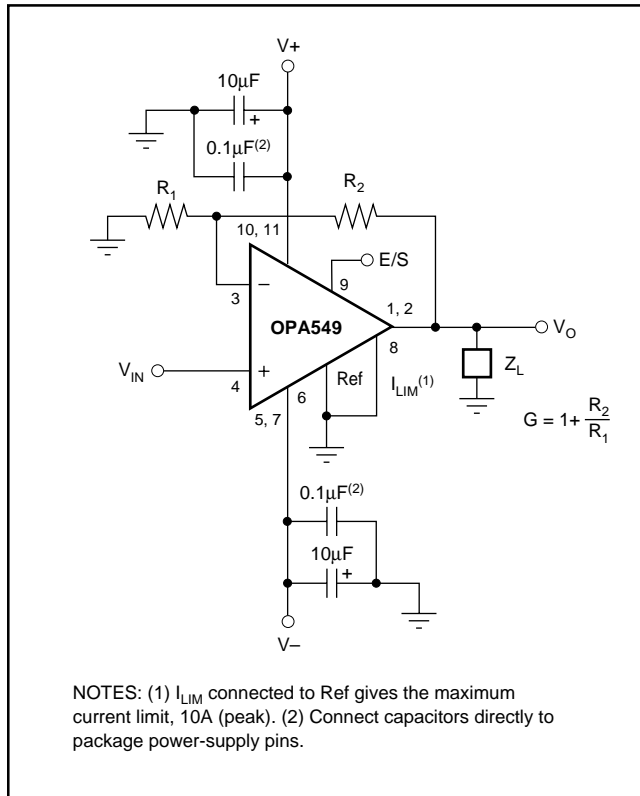 V+
10μF
+
0.1μF(2)
R1
R2
10, 11
E/S
9
3
−
1, 2
OPA549
VO
8
VIN
4
+
Ref
ILIM(1)
ZL
6
5, 7
G = 1+ R2
R1
0.1μF(2)
10μF
+
V–
NOTES: (1) ILIM connected to Ref gives the maximum
current limit, 10A (peak). (2) Connect capacitors directly to
package power-supply pins.